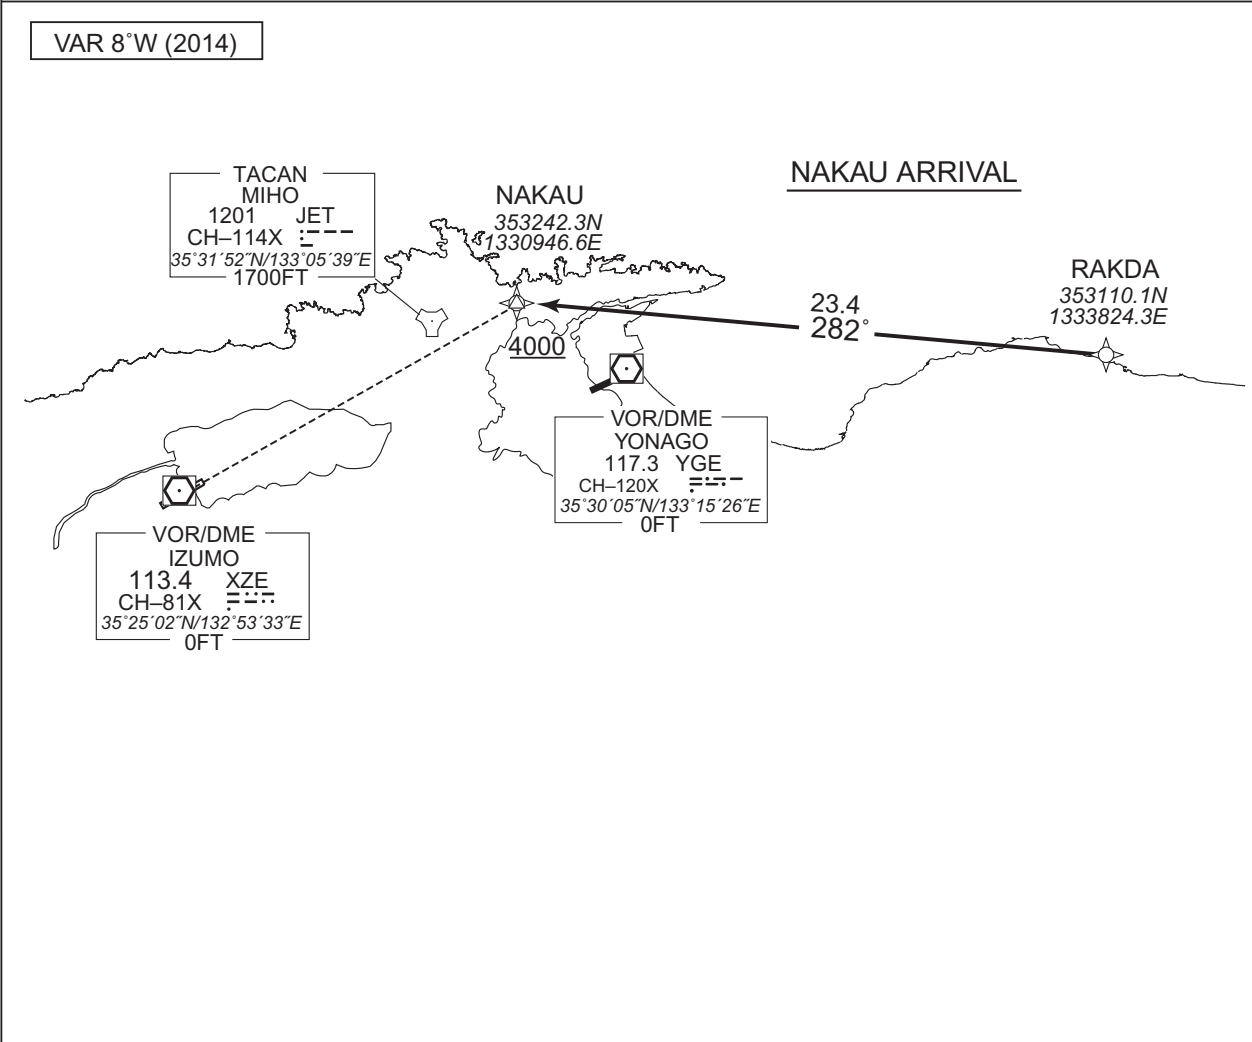 VAR 8˚W (2014)
NAKAU ARRIVAL
TACAN
MIHO
1201 JET
CH–114X
35˚31´52˝N/133˚05´39˝E
1700FT
NAKAU
353242.3N
1330946.6E
4000
RAKDA
353110.1N
1333824.3E
23.4
282˚
VOR/DME
YONAGO
117.3 YGE
CH–120X
35˚30´05˝N/133˚15´26˝E
0FT
VOR/DME
IZUMO
113.4 XZE
CH–81X
35˚25´02˝N/132˚53´33˝E
0FT